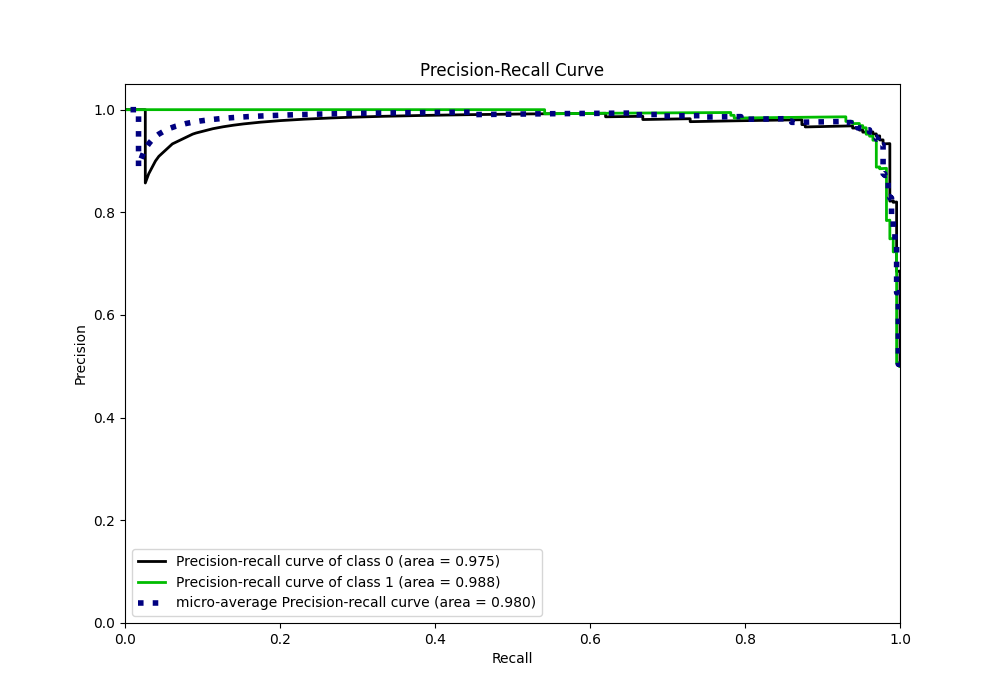 Precision-Recall Curve
1.0
0.8
0.6
0.4
0.2
0.0
Precision
Precision-recall curve of class 0 (area = 0.975)
Precision-recall curve of class 1 (area = 0.988)
micro-average Precision-recall curve (area = 0.980)
0.0 0.2 0.4 0.6 0.8 1.0
Recall